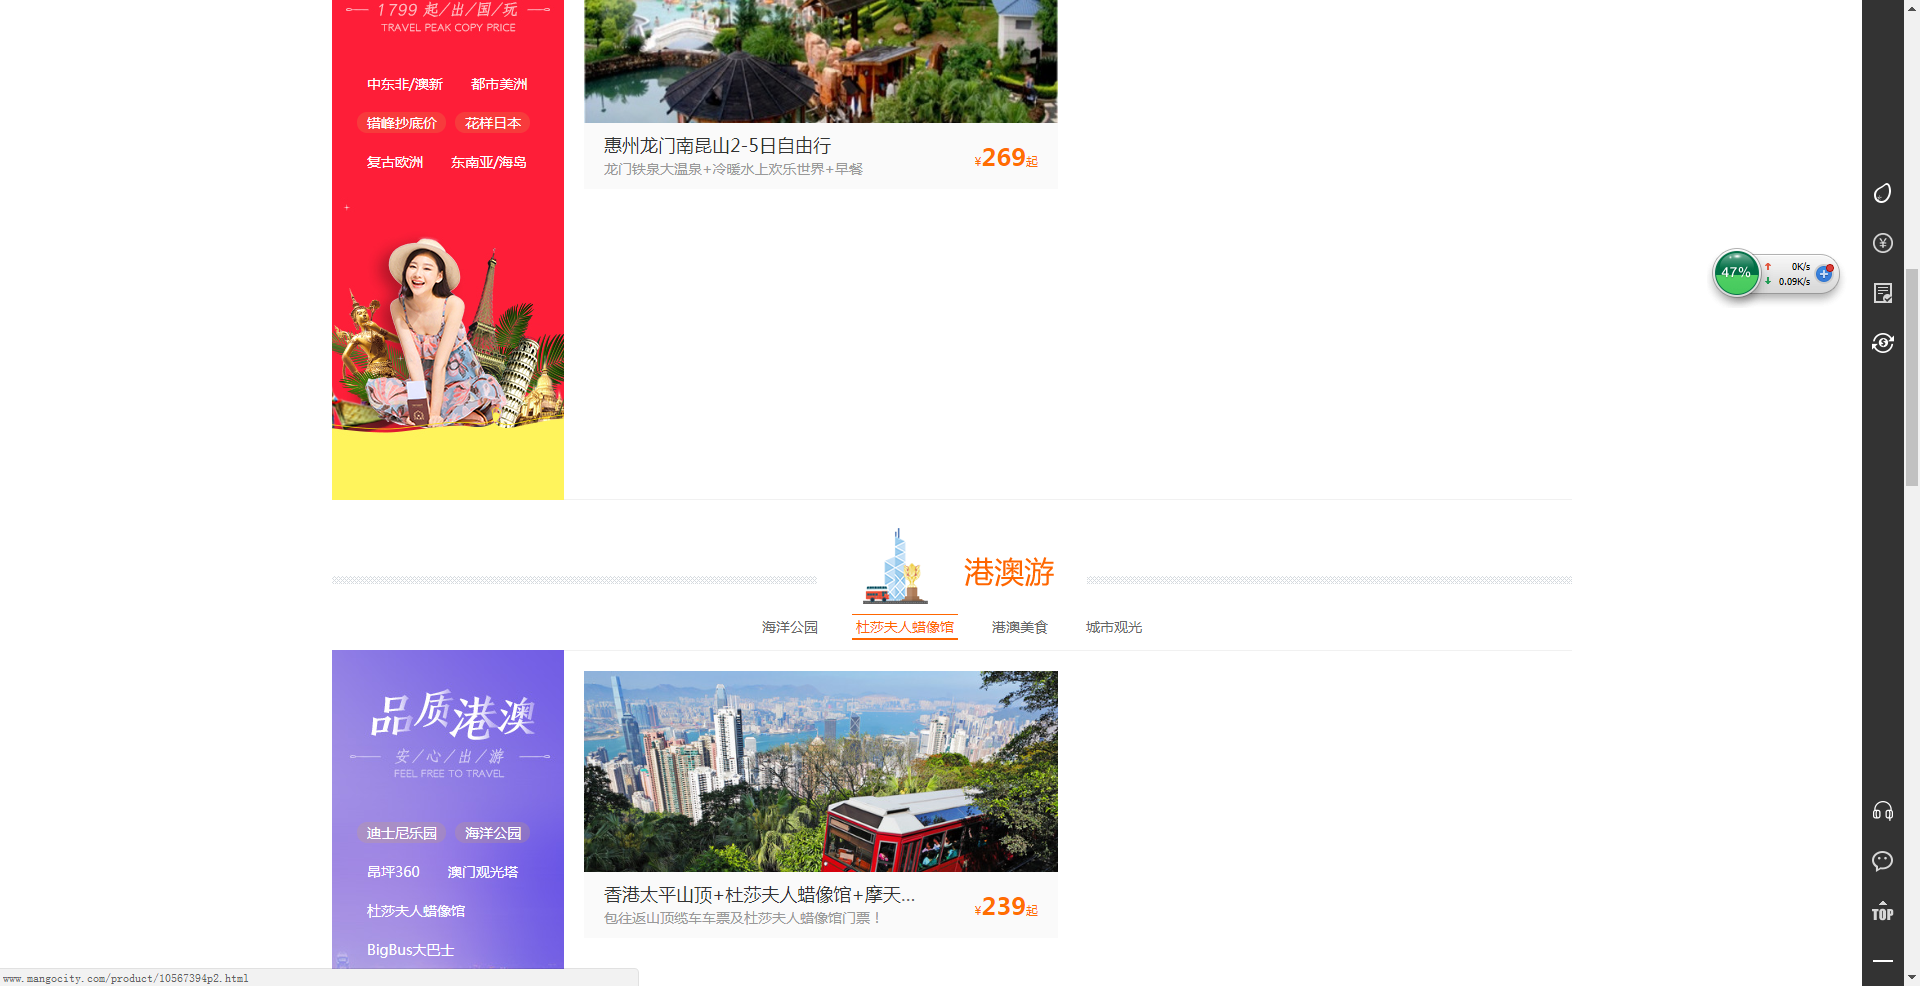 1799 起/出/国/玩
TRAVEL PEAK COPY PRICE
中东非/澳新 都市美洲
错峰抄底价 花样日本
复古欧洲 东南亚/海岛
惠州龙门南昆山2-5日自由行
龙门铁泉大温泉+冷暖水上欢乐世界+早餐
¥269起
47%
0K/s
0.09K/s
港澳游
海洋公园 杜莎夫人蜡像馆 港澳美食 城市观光
品质港澳
安/心/出/游
FEEL FREE TO TRAVEL
迪士尼乐园 海洋公园
昂坪360 澳门观光塔
杜莎夫人蜡像馆
BigBus大巴士
香港太平山顶+杜莎夫人蜡像馆+摩天...
包往返山顶缆车车票及杜莎夫人蜡像馆门票！
¥239起
TOP
www.mangocity.com/product/10567394p2.html